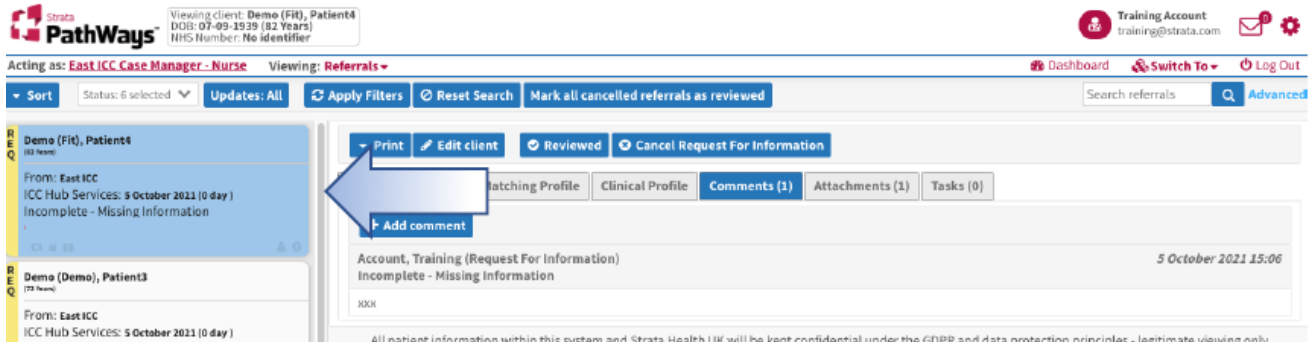 Strata
PathWays
Viewing client: Demo (Fit), Patient4
DOB: 07-09-1939 (82 Years)
NHS Number: No identifier
Training Account
training@strata.com
0
Acting as: East ICC Case Manager - Nurse Viewing: Referrals
Dashboard Switch To Log Out
Sort Status: 6 selected Updates: All Apply Filters Reset Search Mark all cancelled referrals as reviewed Search referrals Advanced
REQ
Demo (Fit), Patient4
(82 Years)
From: East ICC
ICC Hub Services: 5 October 2021 (0 day )
Incomplete - Missing Information
REQ
Demo (Demo), Patient3
(73 Years)
From: East ICC
ICC Hub Services: 5 October 2021 (0 day )
Print Edit client Reviewed Cancel Request For Information
Matching Profile Clinical Profile Comments (1) Attachments (1) Tasks (0)
+ Add comment
Account, Training (Request For Information) 5 October 2021 15:06
Incomplete - Missing Information
xxx
All patient information within this system and Strata Health UK will be kept confidential under the GDPR and data protection principles - legitimate viewing only